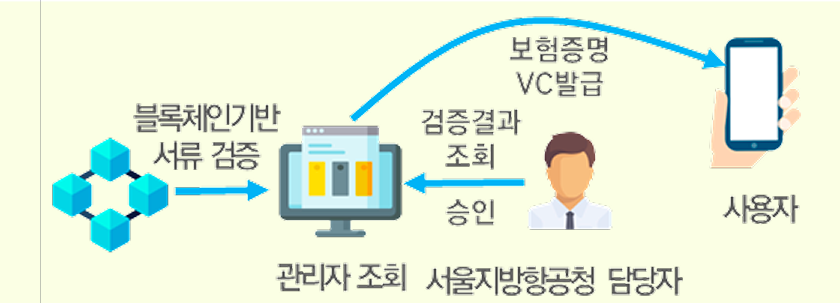 보험증명
VC발급
블록체인기반
서류 검증
검증결과
조회
승인
사용자
관리자 조회
서울지방항공청 담당자